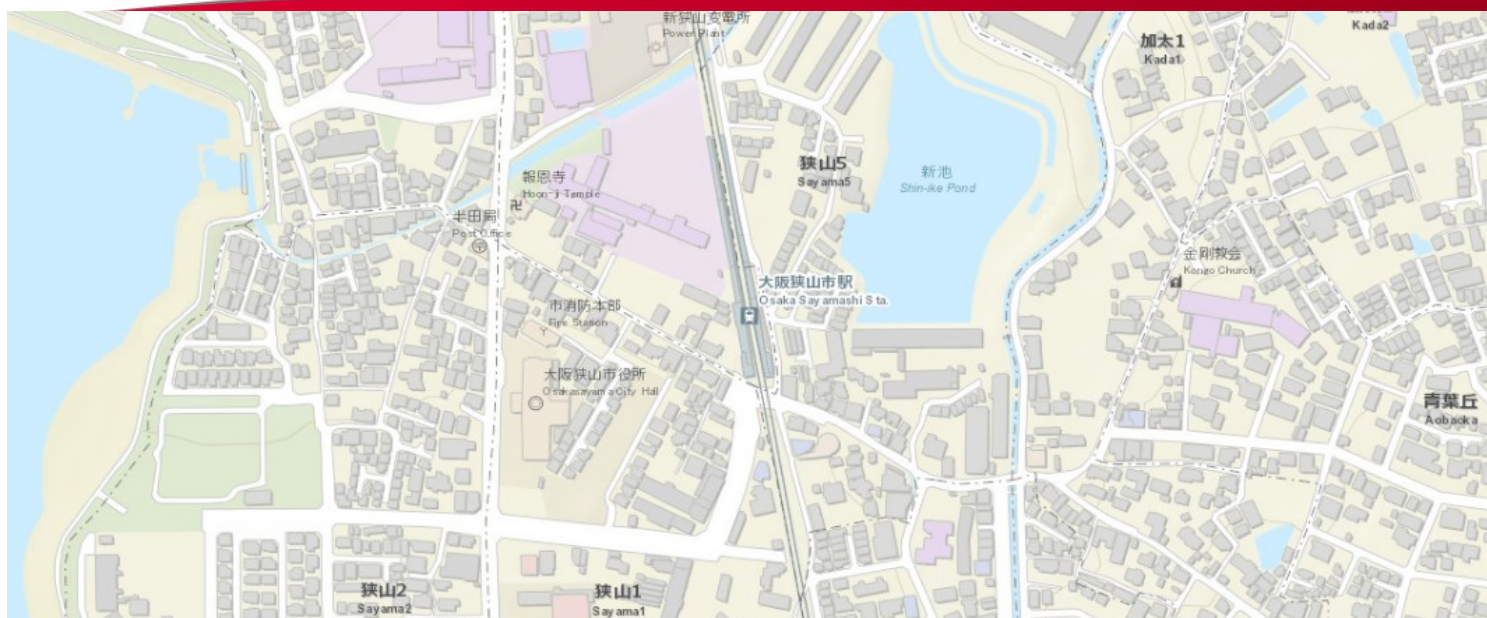 新狭山変電所
Power Plant
Kada2
加太1
Kada1
狭山5
Sayama5
新池
Shin-ike Pond
報恩寺
Hoon-ji Temple
半田局
Post Office
金剛教会
Kongo Church
大阪狭山市駅
Osaka Sayamashi Sta.
市消防本部
Fire Station
大阪狭山市役所
Osakasayama City Hall
青葉丘
Aobaoka
狭山2
Sayama2
狭山1
Sayama1